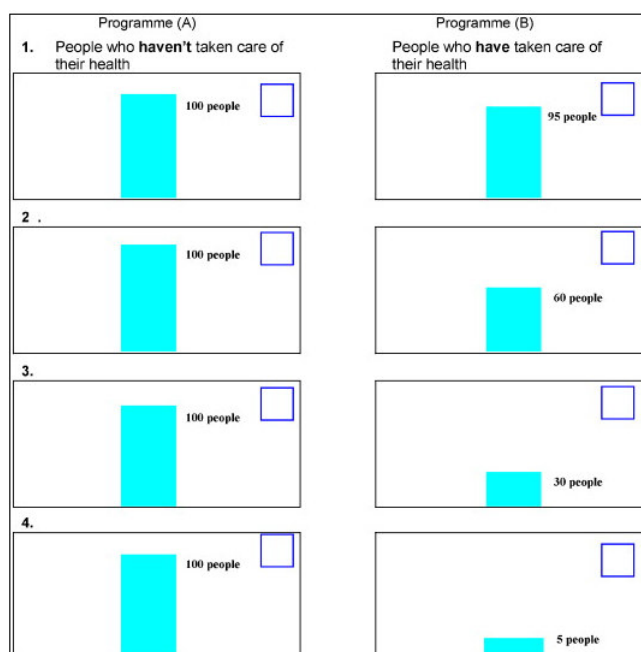 Programme (A)
Programme (B)
1. People who haven't taken care of
their health
People who have taken care of
their health
100 people
95 people
2 .
100 people
60 people
3.
100 people
30 people
4.
100 people
5 people